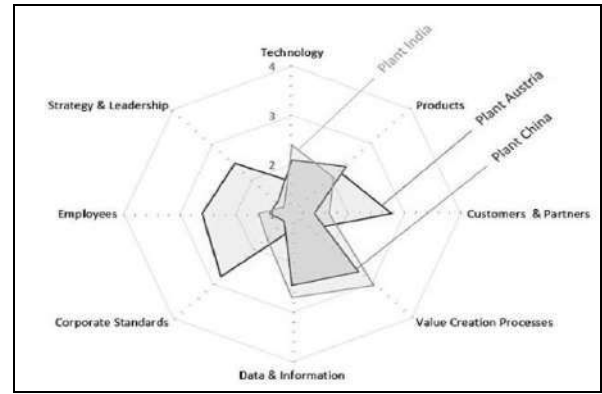 Technology
4
Plant India
Strategy & Leadership
Products
Plant Austria
3
Plant China
2
Employees
Customers & Partners
Corporate Standards
Value Creation Processes
Data & Information